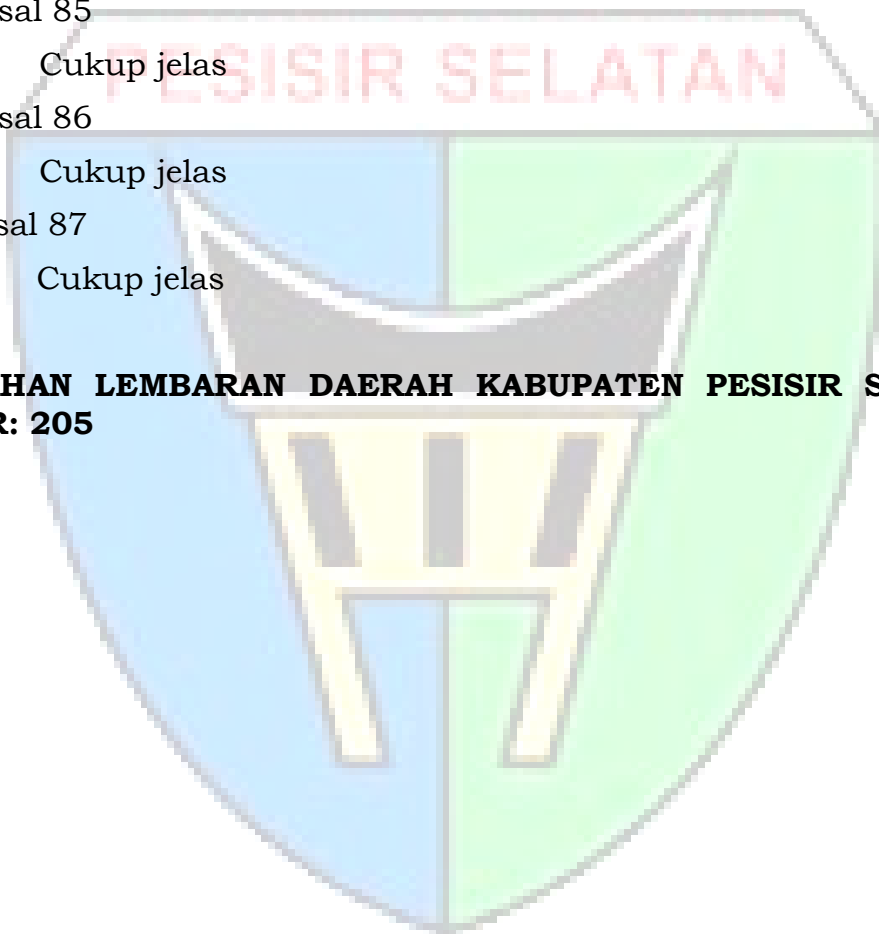 sal 85
PESISIR SELATAN
Cukup jelas
sal 86
Cukup jelas
sal 87
Cukup jelas
HAN LEMBARAN DAERAH KABUPATEN PESISIR S
R: 205